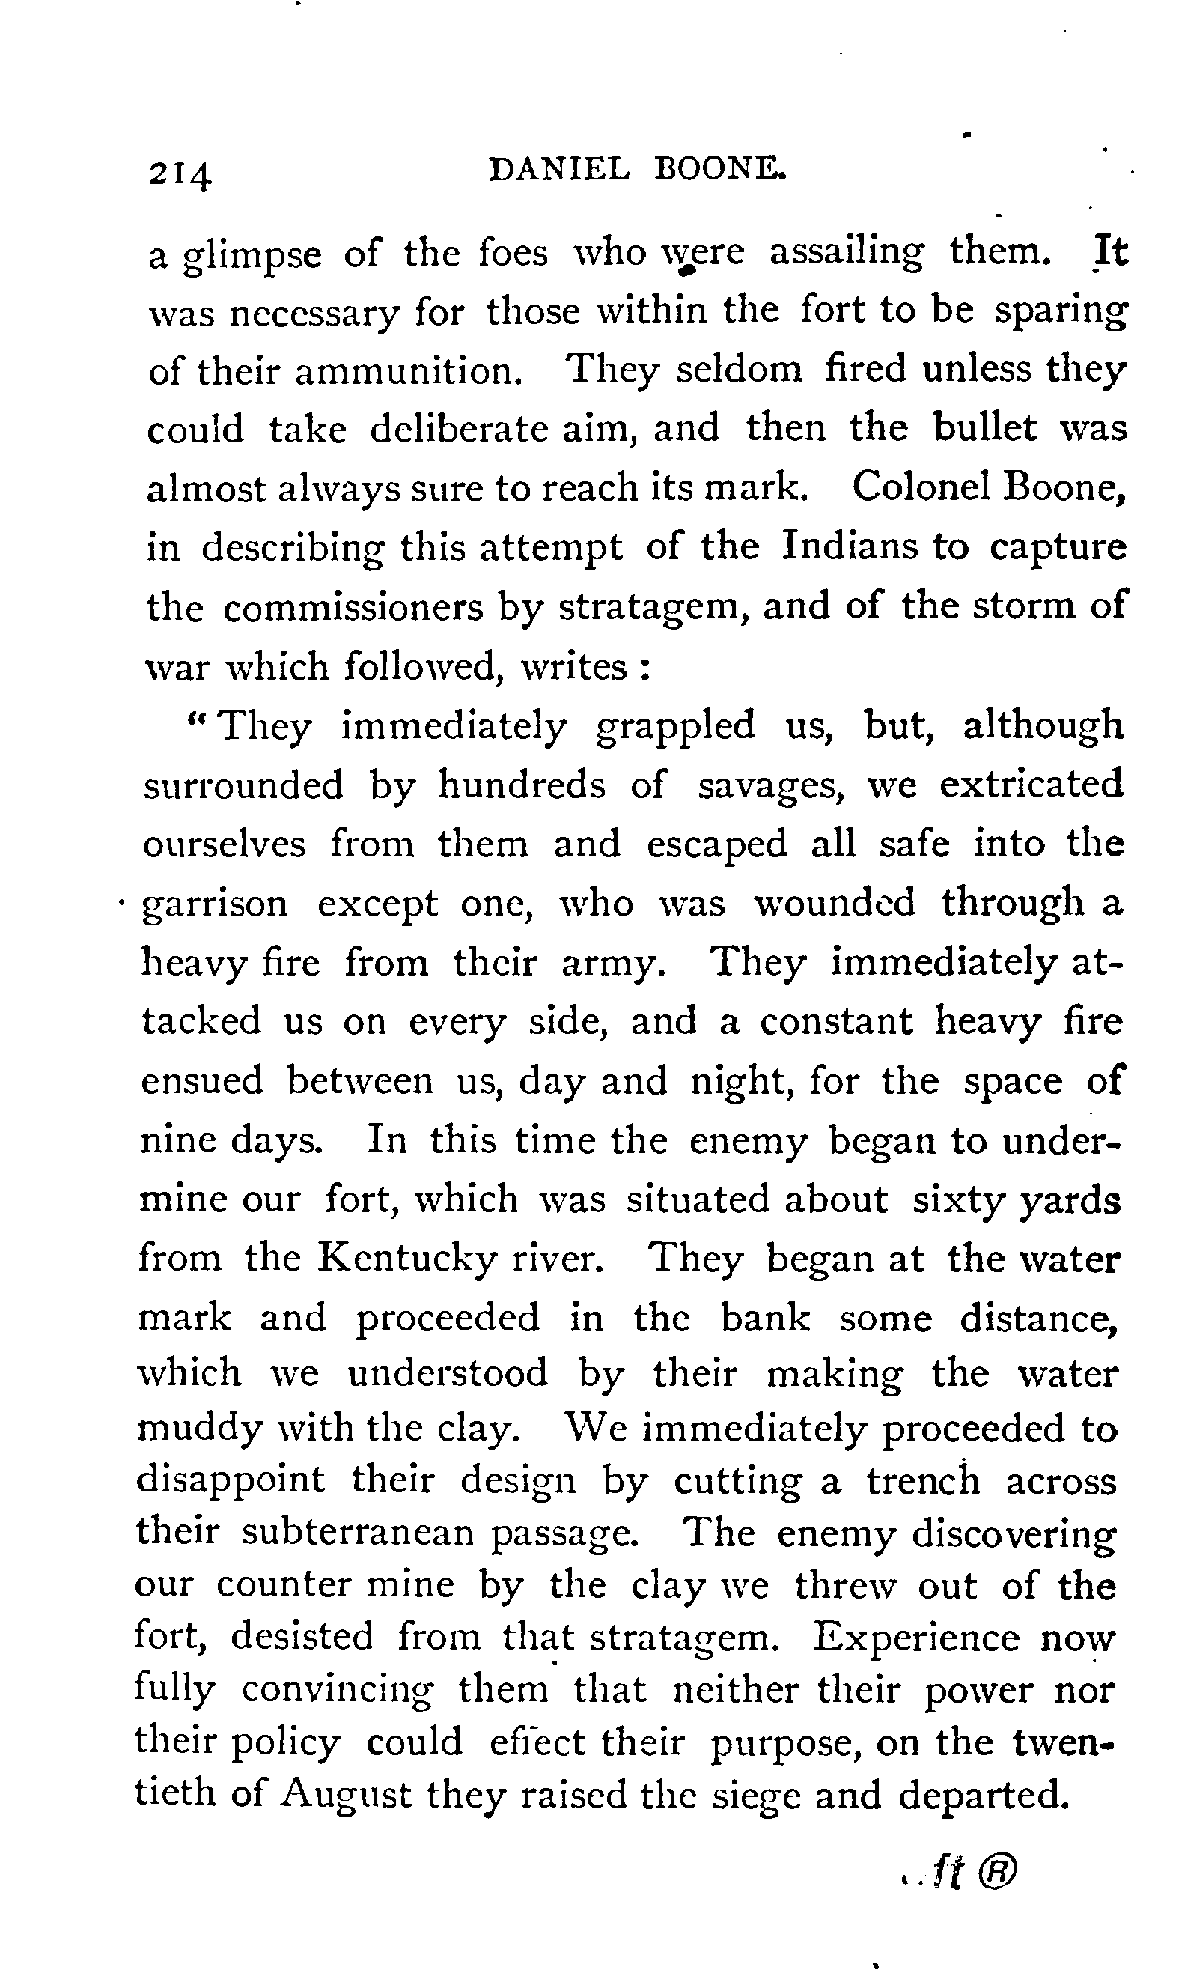 214 DANIEL BOONE.
a glimpse of the foes who were assailing them. It
was necessary for those within the fort to be sparing
of their ammunition. They seldom fired unless they
could take deliberate aim, and then the bullet was
almost always sure to reach its mark. Colonel Boone,
in describing this attempt of the Indians to capture
the commissioners by stratagem, and of the storm of
war which followed, writes :
“ They immediately grappled us, but, although
surrounded by hundreds of savages, we extricated
ourselves from them and escaped all safe into the
garrison except one, who was wounded through a
heavy fire from their army. They immediately at-
tacked us on every side, and a constant heavy fire
ensued between us, day and night, for the space of
nine days. In this time the enemy began to under-
mine our fort, which was situated about sixty yards
from the Kentucky river. They began at the water
mark and proceeded in the bank some distance,
which we understood by their making the water
muddy with the clay. We immediately proceeded to
disappoint their design by cutting a trench across
their subterranean passage. The enemy discovering
our counter mine by the clay we threw out of the
fort, desisted from that stratagem. Experience now
fully convincing them that neither their power nor
their policy could effect their purpose, on the twen-
tieth of August they raised the siege and departed.
ft ®